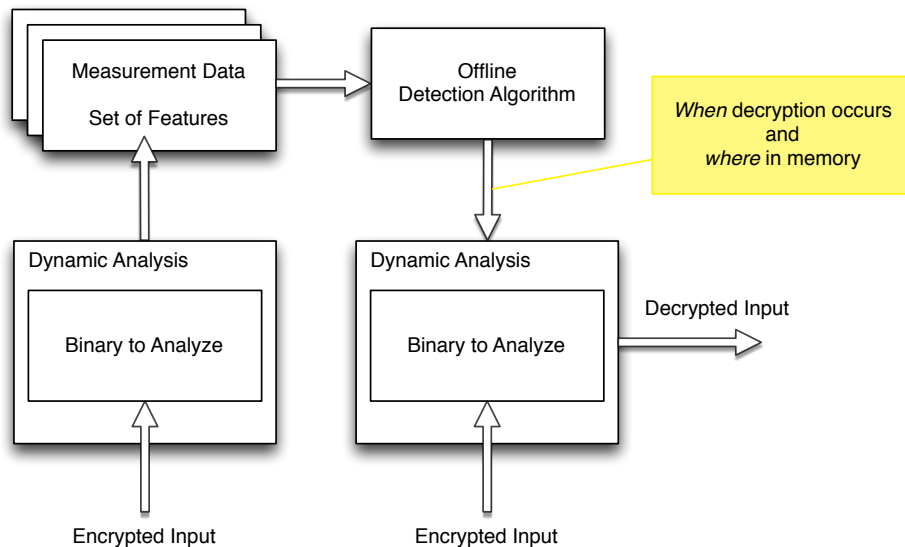 Measurement Data
Set of Features
Offline
Detection Algorithm
When decryption occurs
and
where in memory
Dynamic Analysis
Binary to Analyze
Dynamic Analysis
Binary to Analyze
Decrypted Input
Encrypted Input
Encrypted Input